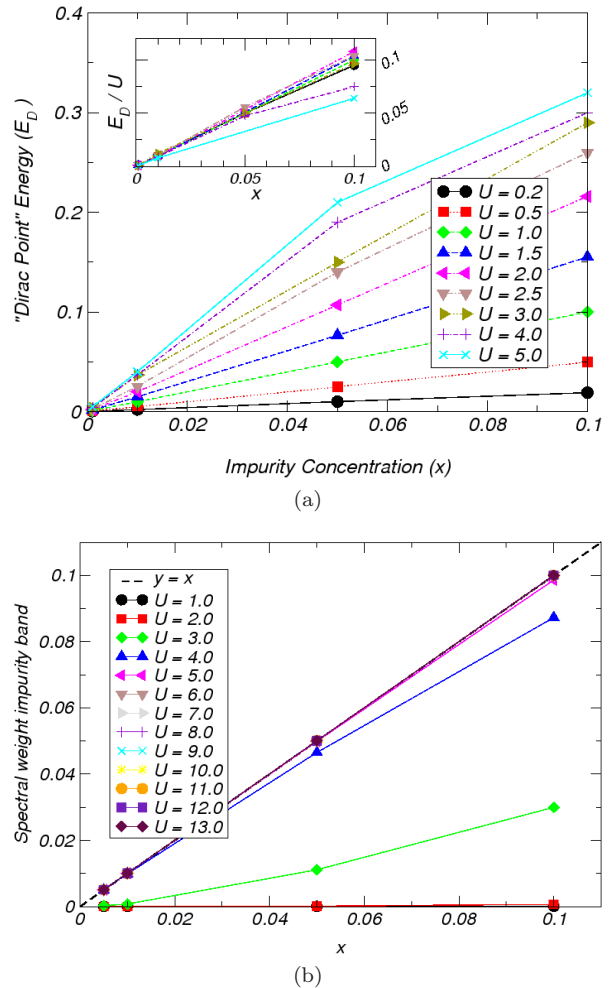 0.4
0.3
0.2
0.1
0
"Dirac Point" Energy (E_D )
E_D / U
0.1
0.05
0
0
0.05
0.1
x
U = 0.2
U = 0.5
U = 1.0
U = 1.5
U = 2.0
U = 2.5
U = 3.0
U = 4.0
U = 5.0
0 0.02 0.04 0.06 0.08 0.1
Impurity Concentration (x)
(a)
0.1
0.08
0.06
0.04
0.02
0
Spectral weight impurity band
y = x
U = 1.0
U = 2.0
U = 3.0
U = 4.0
U = 5.0
U = 6.0
U = 7.0
U = 8.0
U = 9.0
U = 10.0
U = 11.0
U = 12.0
U = 13.0
0 0.02 0.04 0.06 0.08 0.1
x
(b)